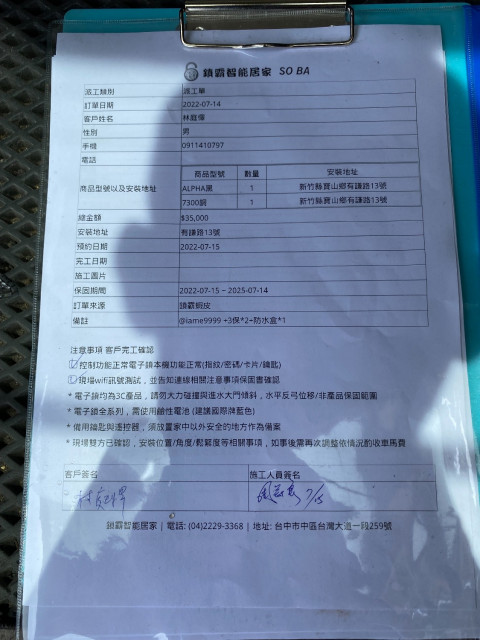 鎖霸智能居家 SO BA
派工類別 派工單
訂單日期 2022-07-14
客戶姓名 林庭偉
性別 男
手機 0911410797
電話
商品型號以及安裝地址
商品型號 數量 安裝地址
ALPHA黑 1 新竹縣寶山鄉有謙路13號
7300銅 1 新竹縣寶山鄉有謙路13號
總金額 $35,000
安裝地址 有謙路13號
預約日期 2022-07-15
完工日期
施工圖片
保固期間 2022-07-15 ~ 2025-07-14
訂單來源 鎖霸蝦皮
備註 @iame9999 +3保*2+防水盒*1
注意事項 客戶完工確認
控制功能正常電子鎖本機功能正常(指紋/密碼/卡片/鑰匙)
現場wifi訊號測試，並告知連線相關注意事項保固書確認
* 電子鎖均為3C產品，請勿大力碰撞與進水大門傾斜，水平反弓位移/非產品保固範圍
* 電子鎖全系列，需使用鹼性電池 (建議國際牌藍色)
* 備用鑰匙與遙控器，須放置家中以外安全的地方作為備案
* 現場雙方已確認，安裝位置/角度/鬆緊度等相關事項，如事後需再次調整依情況酌收車馬費
客戶簽名 施工人員簽名
7/15
鎖霸智能居家 | 電話: (04)2229-3368 | 地址: 台中市中區台灣大道一段259號